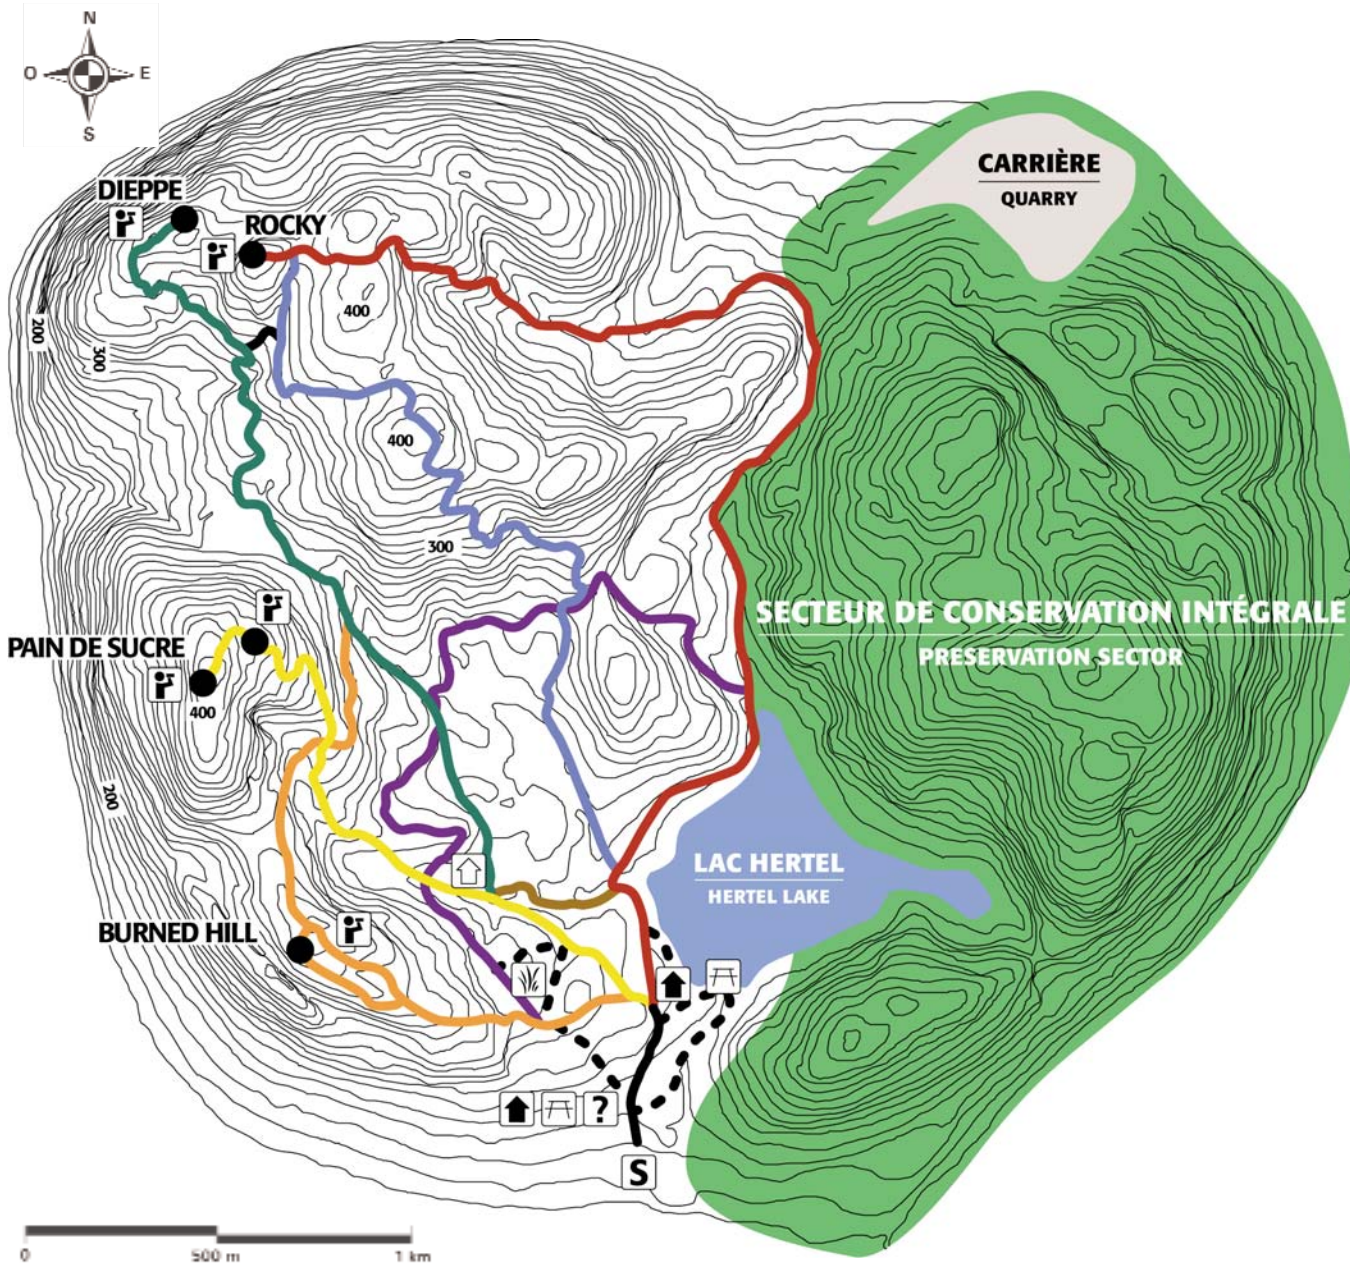 N
O E
S
CARRIÈRE
QUARRY
DIEPPE
ROCKY
400
200
300
400
300
SECTEUR DE CONSERVATION INTÉGRALE
PRESERVATION SECTOR
PAIN DE SUCRE
400
200
LAC HERTEL
HERTEL LAKE
BURNED HILL
?
S
0 500 m 1 km